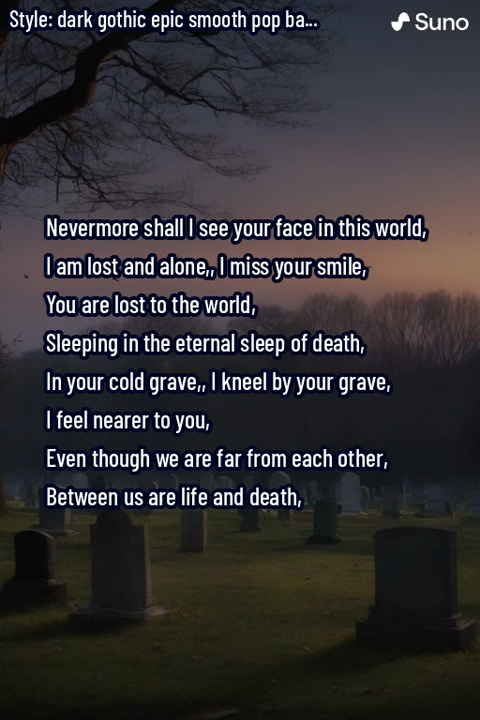 Style: dark gothic epic smooth pop ba...
Suno
Nevermore shall I see your face in this world,
I am lost and alone,, I miss your smile,
You are lost to the world,
Sleeping in the eternal sleep of death,
In your cold grave,, I kneel by your grave,
I feel nearer to you,
Even though we are far from each other,
Between us are life and death,